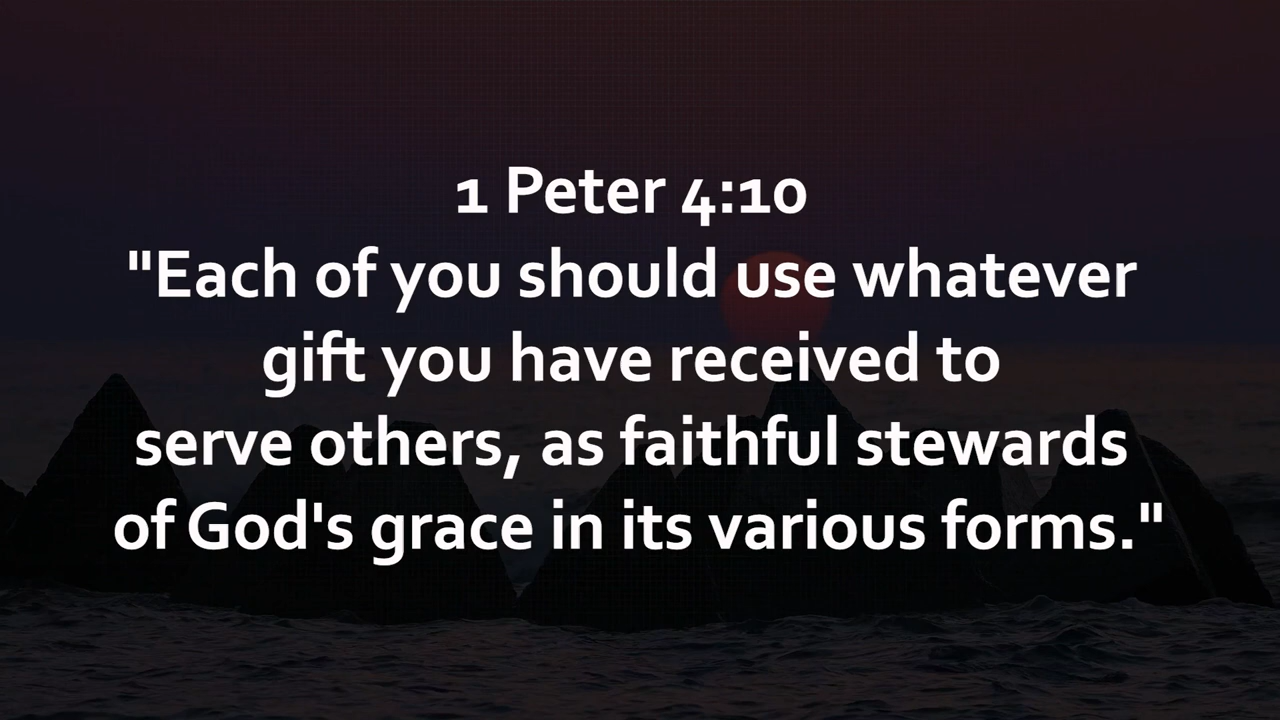 1 Peter 4:10
"Each of you should use whatever
gift you have received to
serve others, as faithful stewards
of God's grace in its various forms."